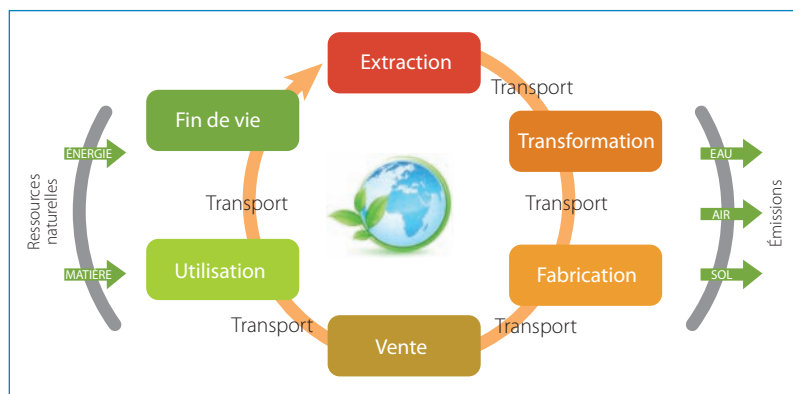 Extraction
Transport
Fin de vie
Transformation
ÉNERGIE
EAU
Ressources
naturelles
Transport
Transport
AIR
Émissions
MATIÈRE
Utilisation
Fabrication
SOL
Transport
Transport
Vente